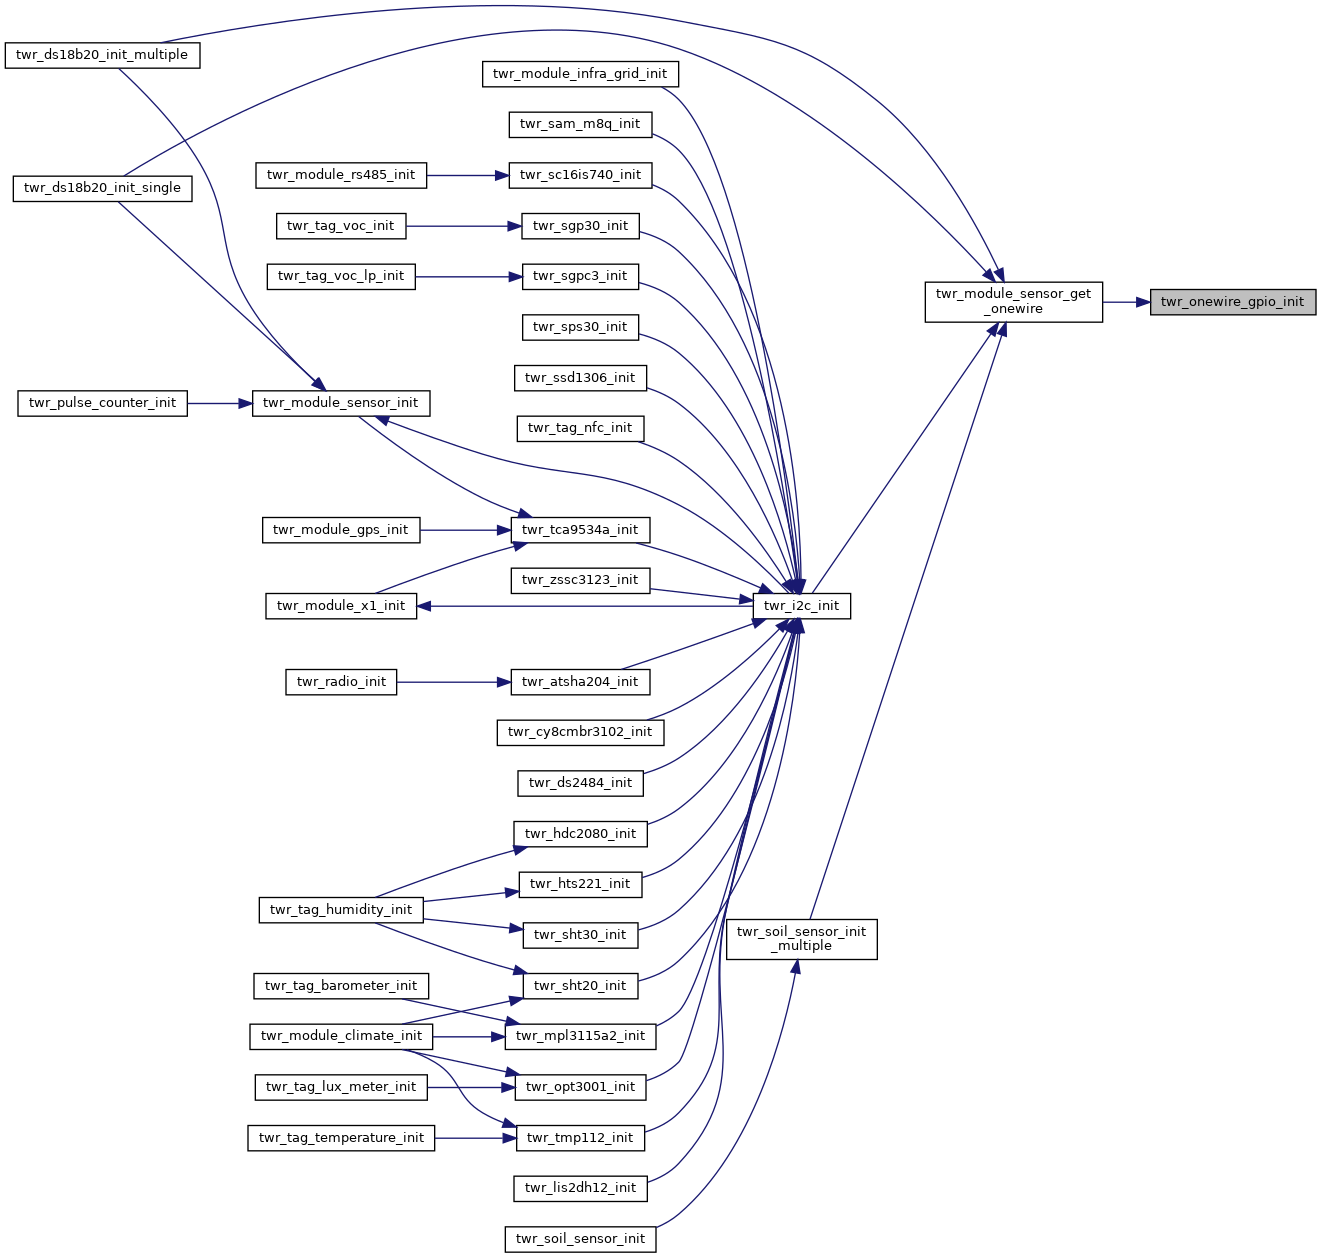 twr_ds18b20_init_multiple
twr_module_infra_grid_init
twr_sam_m8q_init
twr_module_rs485_init
twr_sc16is740_init
twr_ds18b20_init_single
twr_tag_voc_init
twr_sgp30_init
twr_tag_voc_lp_init
twr_sgpc3_init
twr_module_sensor_get
_onewire
twr_onewire_gpio_init
twr_sps30_init
twr_ssd1306_init
twr_pulse_counter_init
twr_module_sensor_init
twr_tag_nfc_init
twr_module_gps_init
twr_tca9534a_init
twr_zssc3123_init
twr_module_x1_init
twr_i2c_init
twr_radio_init
twr_atsha204_init
twr_cy8cmbr3102_init
twr_ds2484_init
twr_hdc2080_init
twr_hts221_init
twr_tag_humidity_init
twr_sht30_init
twr_soil_sensor_init
_multiple
twr_tag_barometer_init
twr_sht20_init
twr_module_climate_init
twr_mpl3115a2_init
twr_tag_lux_meter_init
twr_opt3001_init
twr_tag_temperature_init
twr_tmp112_init
twr_lis2dh12_init
twr_soil_sensor_init